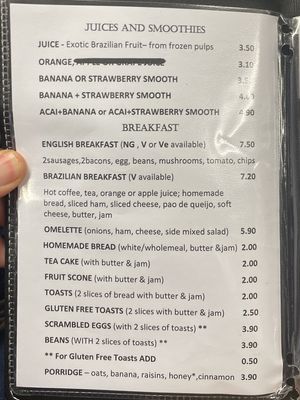 JUICES AND SMOOTHIES
JUICE - Exotic Brazilian Fruit– from frozen pulps 3.50
ORANGE, 3.10
BANANA OR STRAWBERRY SMOOTH
BANANA + STRAWBERRY SMOOTH
ACAI+BANANA or ACAI+STRAWBERRY SMOOTH 4.90
BREAKFAST
ENGLISH BREAKFAST (NG , V or Ve available) 7.50
2sausages,2bacons, egg, beans, mushrooms, tomato, chips
BRAZILIAN BREAKFAST (V available) 7.20
Hot coffee, tea, orange or apple juice; homemade
bread, sliced ham, sliced cheese, pao de queijo, soft
cheese, butter, jam
OMELETTE (onions, ham, cheese, side mixed salad) 5.90
HOMEMADE BREAD (white/wholemeal, butter &jam) 2.00
TEA CAKE (with butter & jam) 2.00
FRUIT SCONE (with butter & jam) 2.00
TOASTS (2 slices of bread with butter & jam) 2.00
GLUTEN FREE TOASTS (2 slices with butter & jam) 2.50
SCRAMBLED EGGS (with 2 slices of toasts) ** 3.90
BEANS (WITH 2 slices of toasts) ** 3.90
** For Gluten Free Toasts ADD 0.50
PORRIDGE – oats, banana, raisins, honey*,cinnamon 3.90